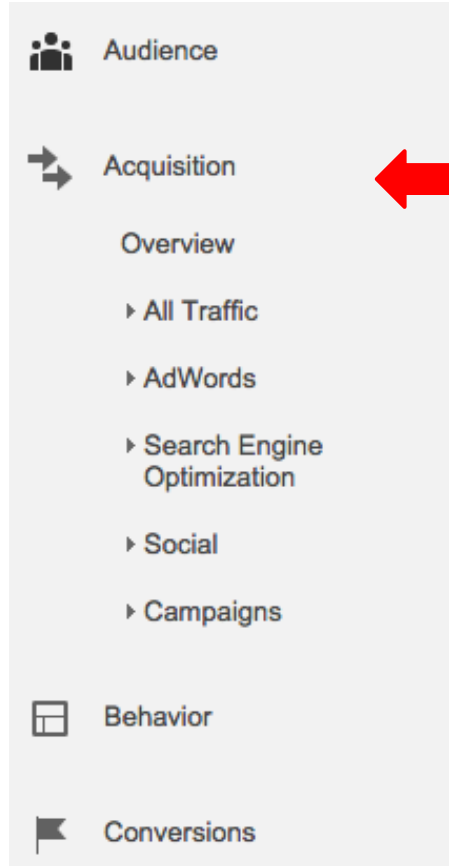 Audience
Acquisition
Overview
All Traffic
AdWords
Search Engine
Optimization
Social
Campaigns
Behavior
Conversions